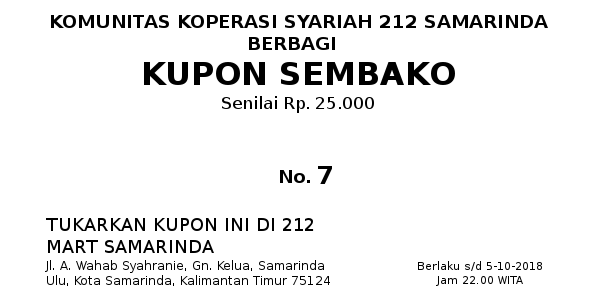 KOMUNITAS KOPERASI SYARIAH 212 SAMARINDA
BERBAGI
KUPON SEMBAKO
Senilai Rp. 25.000
No. 7
TUKARKAN KUPON INI DI 212
MART SAMARINDA
Jl. A. Wahab Syahranie, Gn. Kelua, Samarinda
Ulu, Kota Samarinda, Kalimantan Timur 75124
Berlaku s/d 5-10-2018
Jam 22.00 WITA